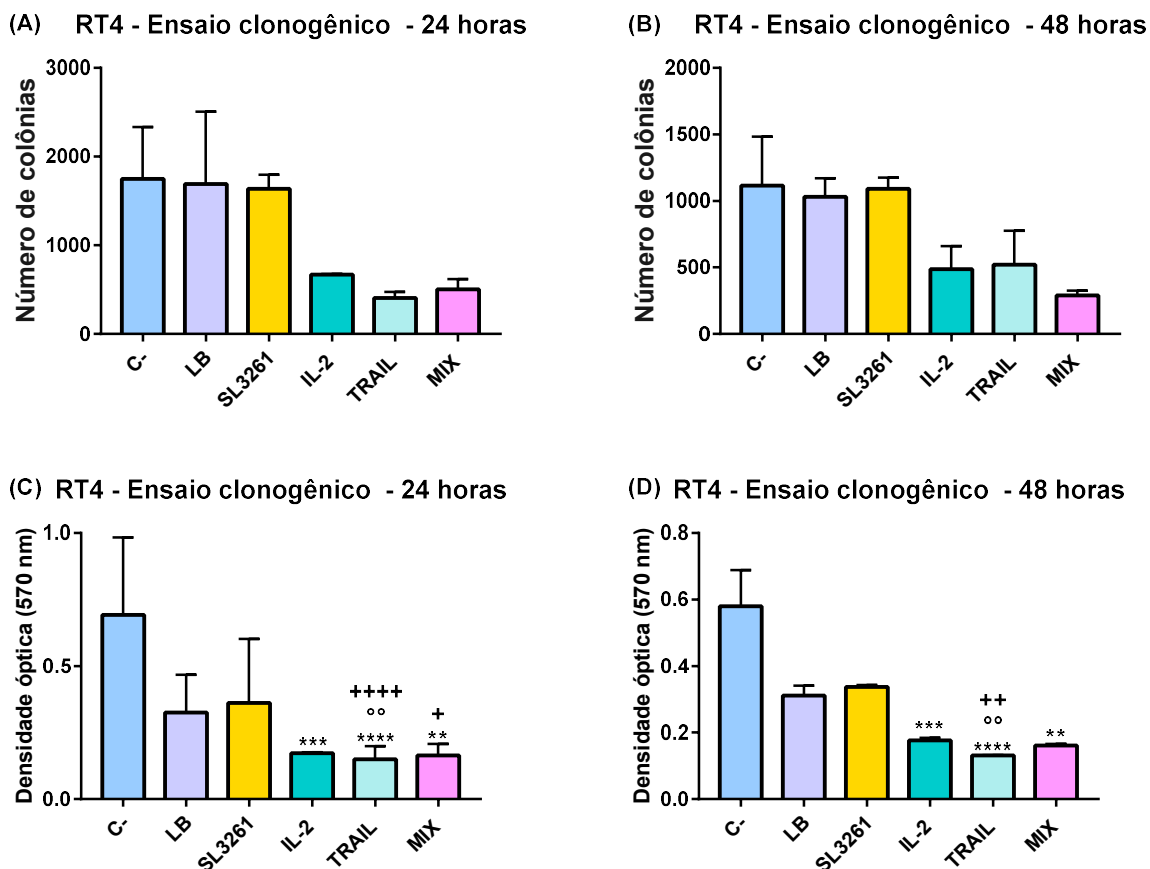 (A) RT4 - Ensaio clonogênico - 24 horas
Número de colônias
3000
2000
1000
0
C-
LB
SL3261
IL-2
TRAIL
MIX
(B) RT4 - Ensaio clonogênico - 48 horas
Número de colônias
2000
1500
1000
500
0
C-
LB
SL3261
IL-2
TRAIL
MIX
(C) RT4 - Ensaio clonogênico - 24 horas
Densidade óptica (570 nm)
1.0
0.5
0.0
***
++++
°°
****
+
**
C-
LB
SL3261
IL-2
TRAIL
MIX
(D) RT4 - Ensaio clonogênico - 48 horas
Densidade óptica (570 nm)
0.8
0.6
0.4
0.2
0.0
***
++
°°
****
**
C-
LB
SL3261
IL-2
TRAIL
MIX